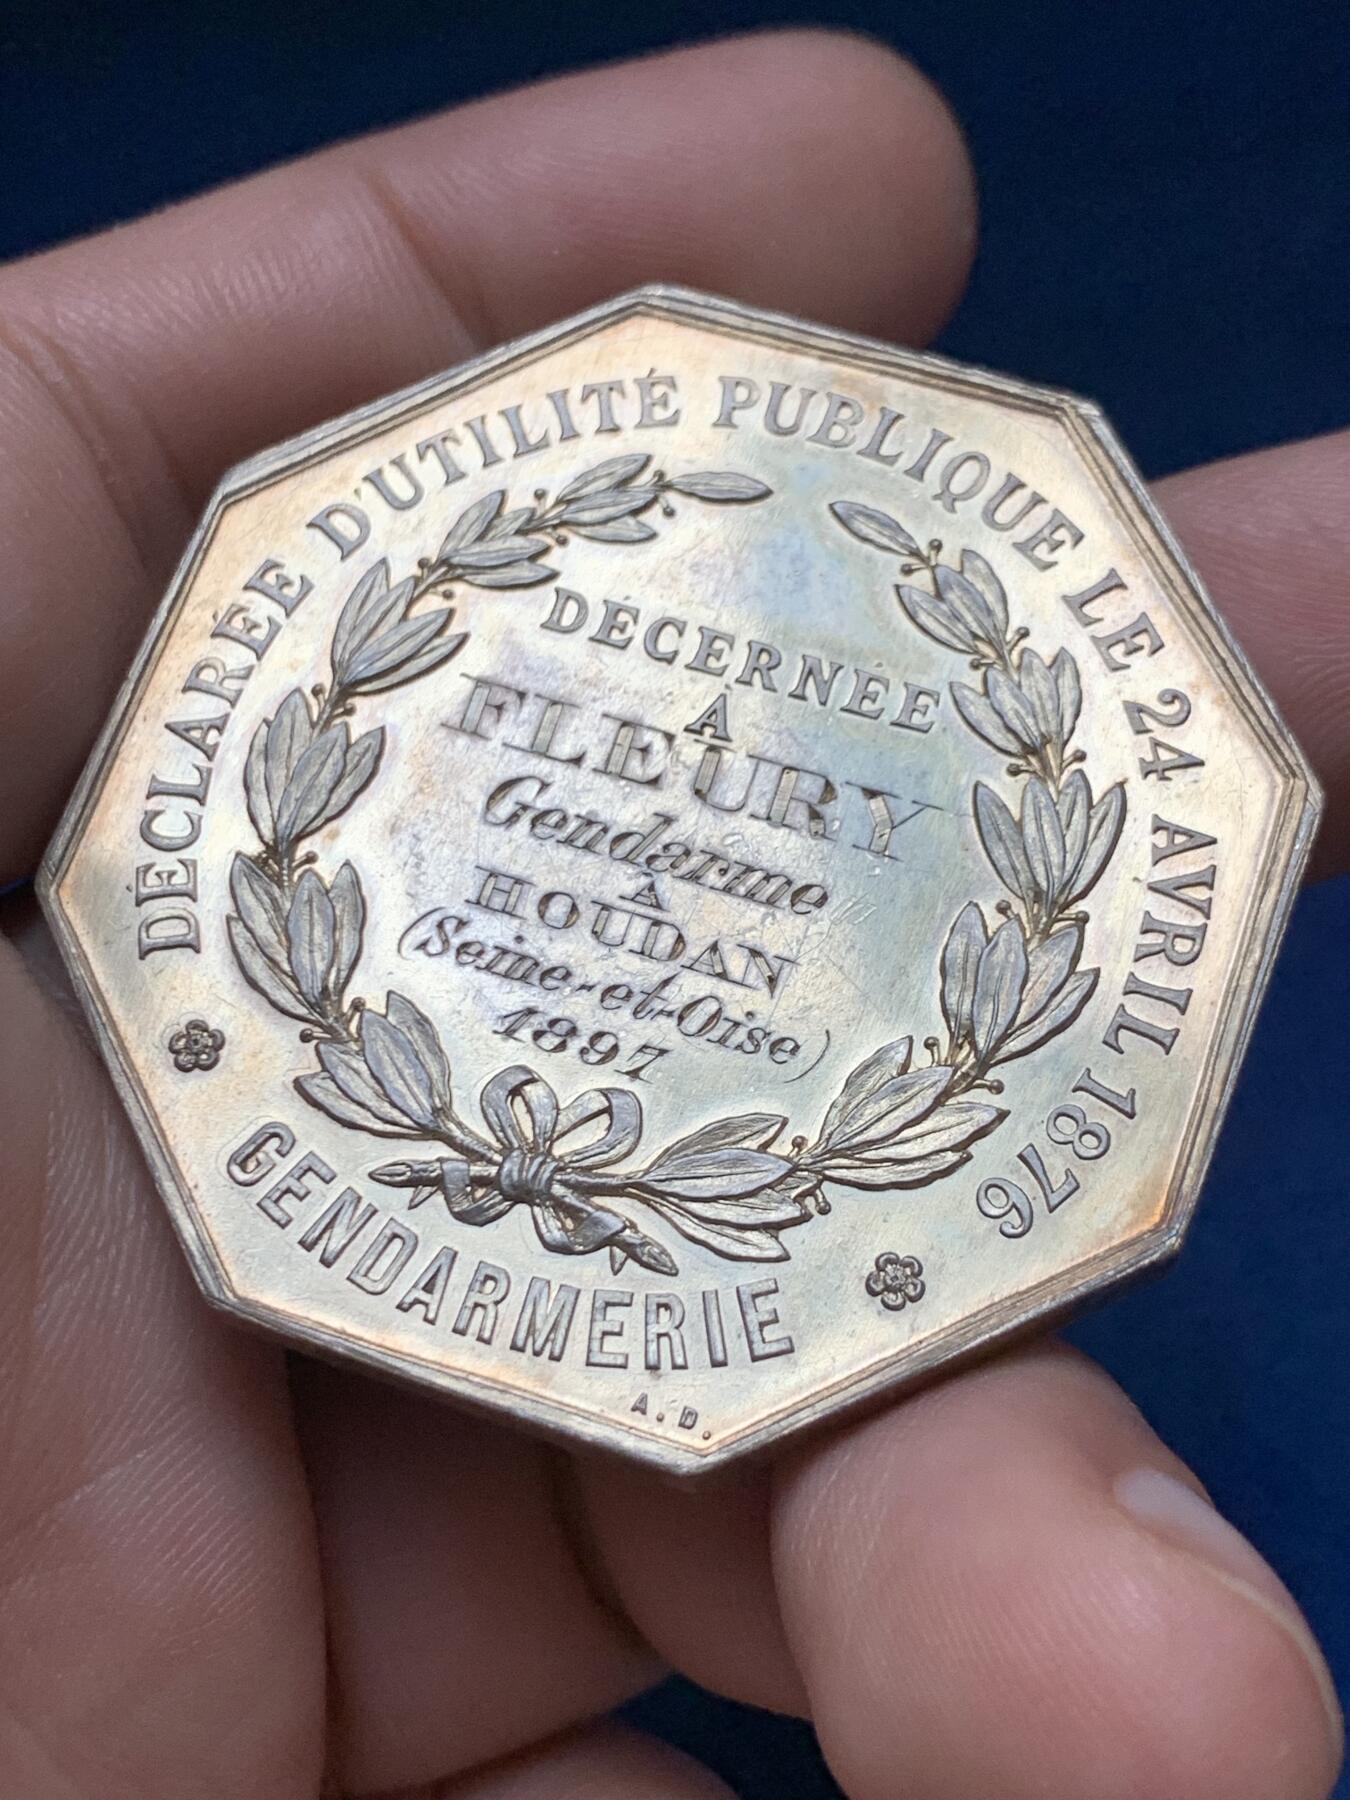 DÉCLARÉE D'UTILITÉ PUBLIQUE LE 24 AVRIL 1876
DÉCERNÉE
À
FLEURY
Gendarme
À
HOUDAN
(Seine-et-Oise)
1897
GENDARMERIE
A.D.